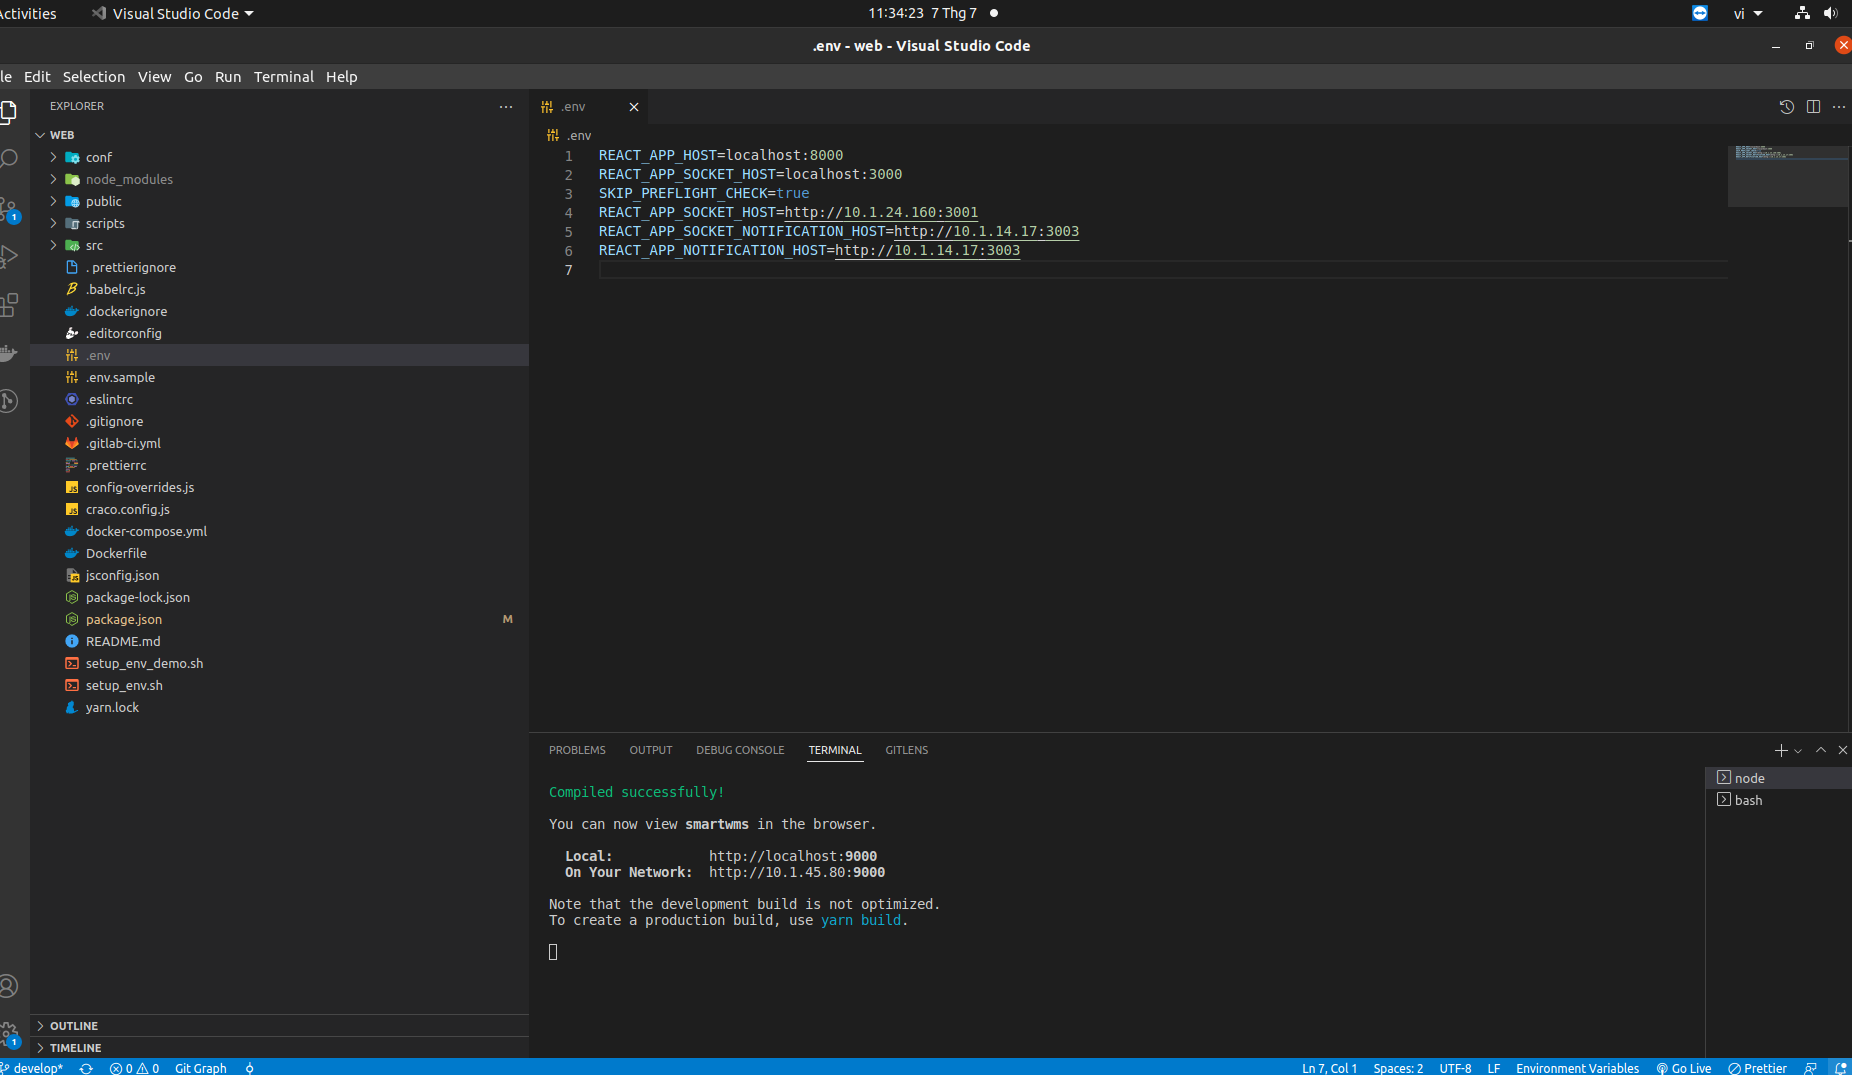 Activities
Visual Studio Code
11:34:23 7 Thg 7
vi
.env - web - Visual Studio Code
le Edit Selection View Go Run Terminal Help
EXPLORER
WEB
conf
node_modules
public
scripts
src
. prettierignore
.babelrc.js
.dockerignore
.editorconfig
.env
.env.sample
.eslintrc
.gitignore
.gitlab-ci.yml
.prettierrc
config-overrides.js
craco.config.js
docker-compose.yml
Dockerfile
jsconfig.json
package-lock.json
package.json M
README.md
setup_env_demo.sh
setup_env.sh
yarn.lock
OUTLINE
TIMELINE
1
1
.env
.env
1 REACT_APP_HOST=localhost:8000
2 REACT_APP_SOCKET_HOST=localhost:3000
3 SKIP_PREFLIGHT_CHECK=true
4 REACT_APP_SOCKET_HOST=http://10.1.24.160:3001
5 REACT_APP_SOCKET_NOTIFICATION_HOST=http://10.1.14.17:3003
6 REACT_APP_NOTIFICATION_HOST=http://10.1.14.17:3003
7
PROBLEMS OUTPUT DEBUG CONSOLE TERMINAL GITLENS
Compiled successfully!
You can now view smartwms in the browser.
Local: http://localhost:9000
On Your Network: http://10.1.45.80:9000
Note that the development build is not optimized.
To create a production build, use yarn build.
node
bash
develop* 0 0 Git Graph
Ln 7, Col 1 Spaces: 2 UTF-8 LF Environment Variables Go Live Prettier